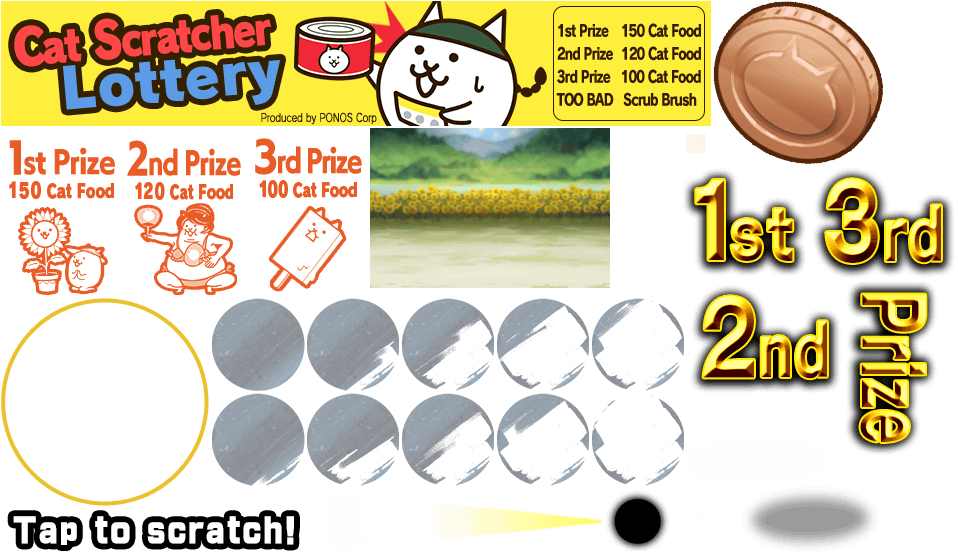 Cat Scratcher
Lottery
Produced by PONOS Corp
1st Prize 150 Cat Food
2nd Prize 120 Cat Food
3rd Prize 100 Cat Food
TOO BAD Scrub Brush
1st Prize
150 Cat Food
2nd Prize
120 Cat Food
3rd Prize
100 Cat Food
1st
3rd
2nd
Prize
Tap to scratch!